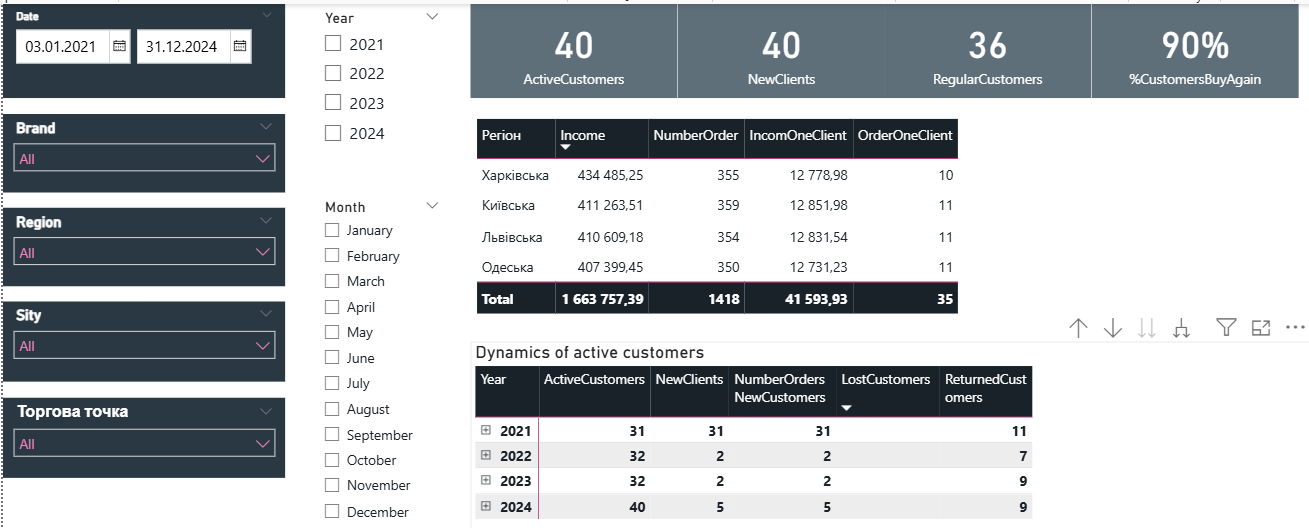 Date
03.01.2021
31.12.2024
Brand
All
Region
All
Sity
All
Торгова точка
All
Year
2021
2022
2023
2024
Month
January
February
March
April
May
June
July
August
September
October
November
December
40
ActiveCustomers
40
NewClients
36
RegularCustomers
90%
%CustomersBuyAgain
Регіон Income NumberOrder IncomOneClient OrderOneClient
Харківська 434 485,25 355 12 778,98 10
Київська 411 263,51 359 12 851,98 11
Львівська 410 609,18 354 12 831,54 11
Одеська 407 399,45 350 12 731,23 11
Total 1 663 757,39 1418 41 593,93 35
Dynamics of active customers
Year ActiveCustomers NewClients NumberOrders LostCustomers ReturnedCust
NewCustomers omers
2021 31 31 31 11
2022 32 2 2 7
2023 32 2 2 9
2024 40 5 5 9